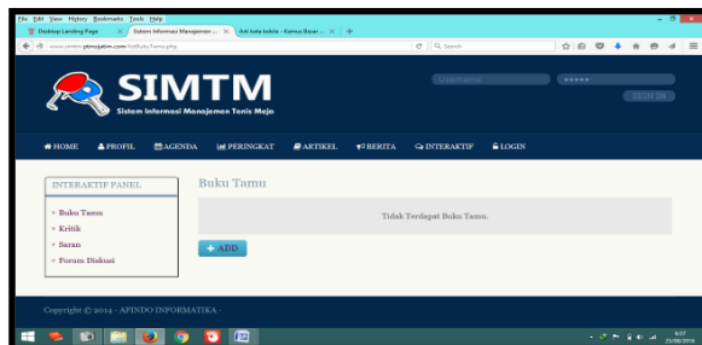 File Edit View History Bookmarks Tools Help
Desktop Landing Page
Sistem Informasi Manajemen ...
Arti kata kelola - Kamus Besar ...
Search
SIMTM
Sistem Informasi Manajemen Tenis Meja
Username
SIGN IN
HOME PROFIL AGENDA PERINGKAT ARTIKEL BERITA INTERAKTIF LOGIN
INTERAKTIF PANEL
» Buku Tamu
» Kritik
» Saran
» Forum Diskusi
Buku Tamu
Tidak Terdapat Buku Tamu.
+ ADD
Copyright © 2014 - AFINDO INFORMATIKA -